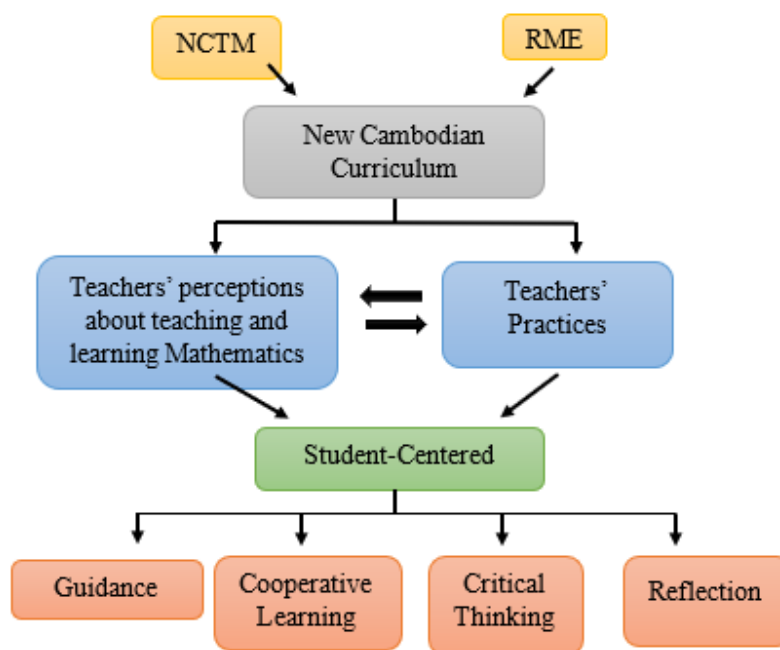 NCTM
RME
New Cambodian
Curriculum
Teachers’ perceptions
about teaching and
learning Mathematics
Teachers’
Practices
Student-Centered
Guidance
Cooperative
Learning
Critical
Thinking
Reflection